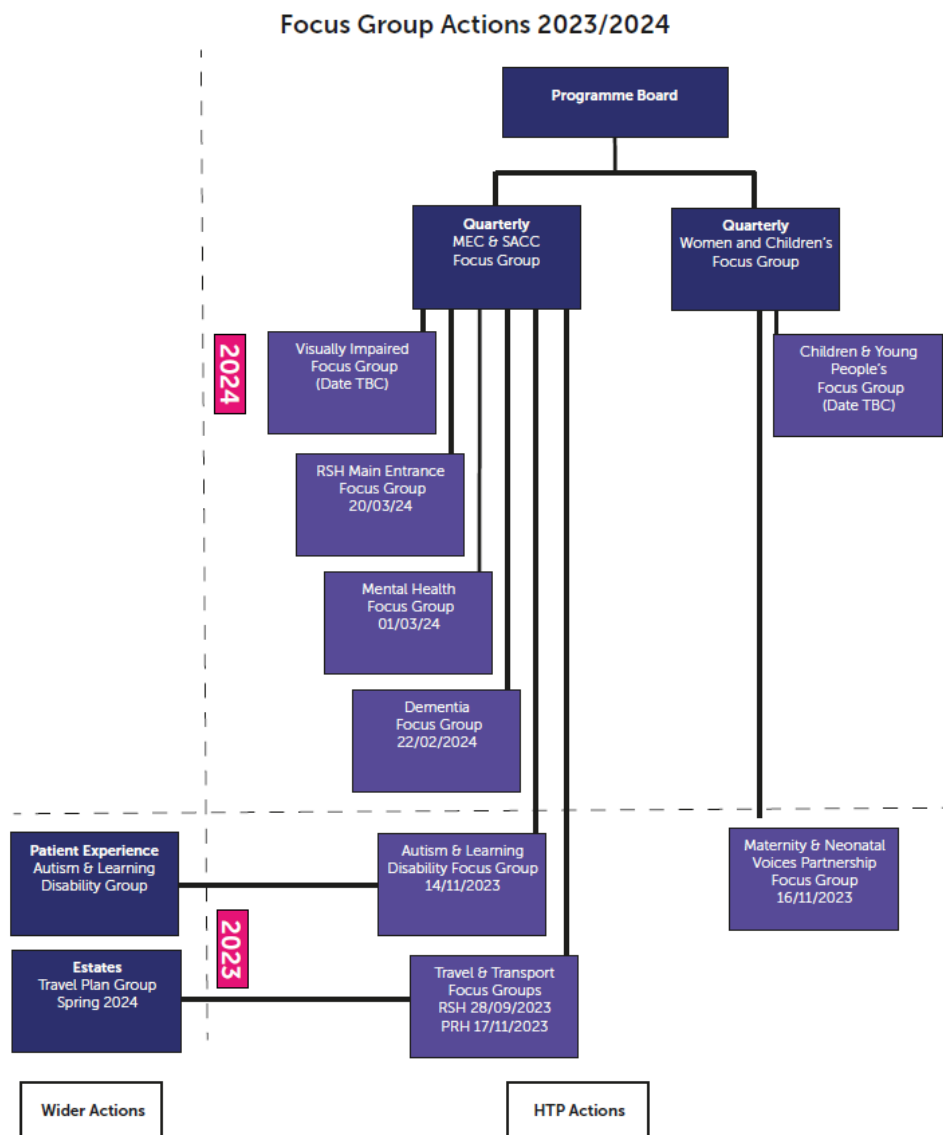 Focus Group Actions 2023/2024
Programme Board
Quarterly
MEC & SACC
Focus Group
Quarterly
Women and Children's
Focus Group
2024
Visually Impaired
Focus Group
(Date TBC)
Children & Young
People's
Focus Group
(Date TBC)
RSH Main Entrance
Focus Group
20/03/24
Mental Health
Focus Group
01/03/24
Dementia
Focus Group
22/02/2024
Patient Experience
Autism & Learning
Disability Group
Autism & Learning
Disability Focus Group
14/11/2023
Maternity & Neonatal
Voices Partnership
Focus Group
16/11/2023
2023
Estates
Travel Plan Group
Spring 2024
Travel & Transport
Focus Groups
RSH 28/09/2023
PRH 17/11/2023
Wider Actions
HTP Actions